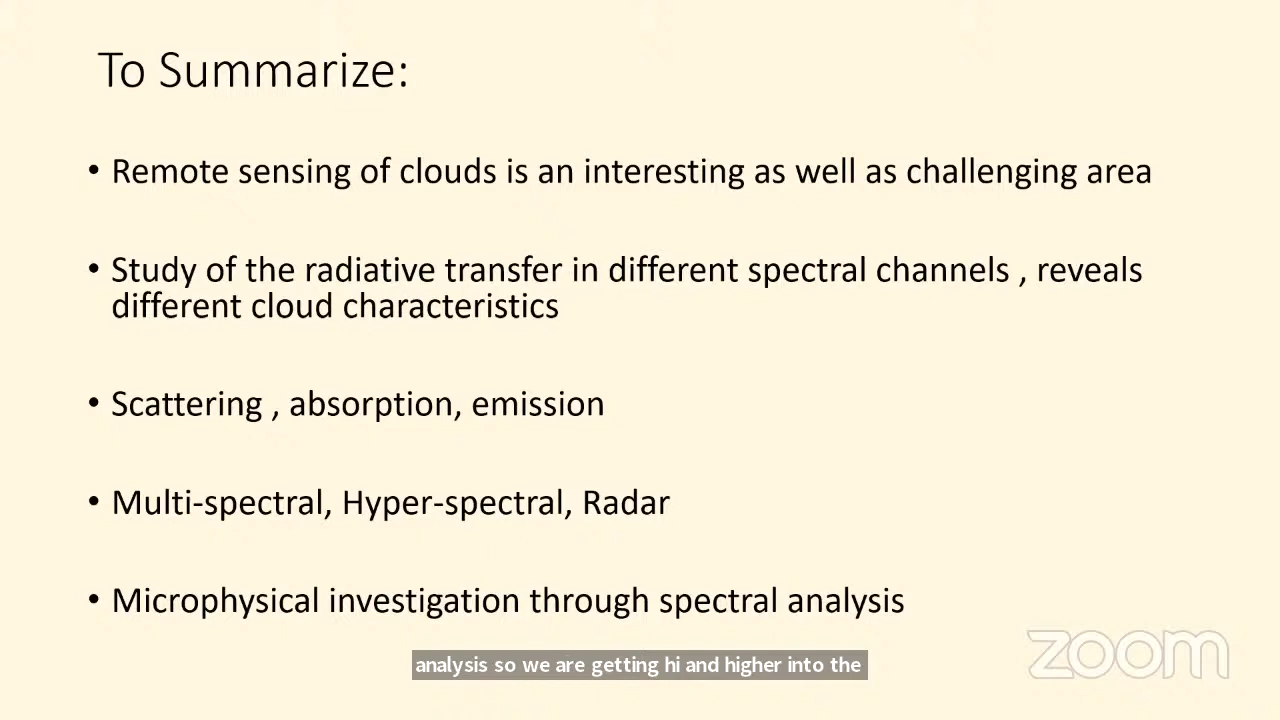 To Summarize:
• Remote sensing of clouds is an interesting as well as challenging area
• Study of the radiative transfer in different spectral channels , reveals
different cloud characteristics
• Scattering , absorption, emission
• Multi-spectral, Hyper-spectral, Radar
• Microphysical investigation through spectral analysis
zoom
analysis so we are getting hi and higher into the